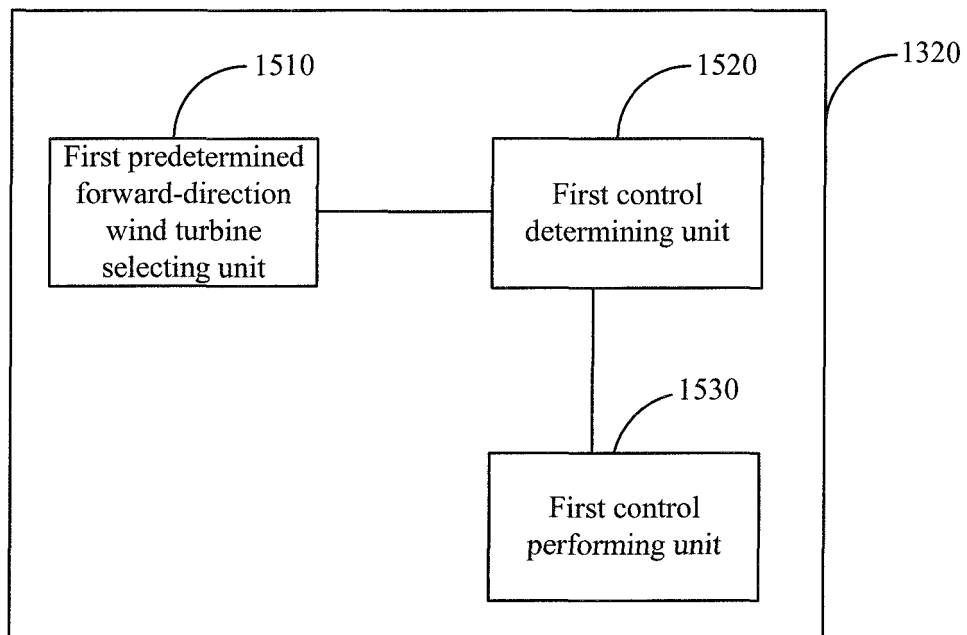 1510
1520
1320
First predetermined
forward-direction
wind turbine
selecting unit
First control
determining unit
1530
First control
performing unit